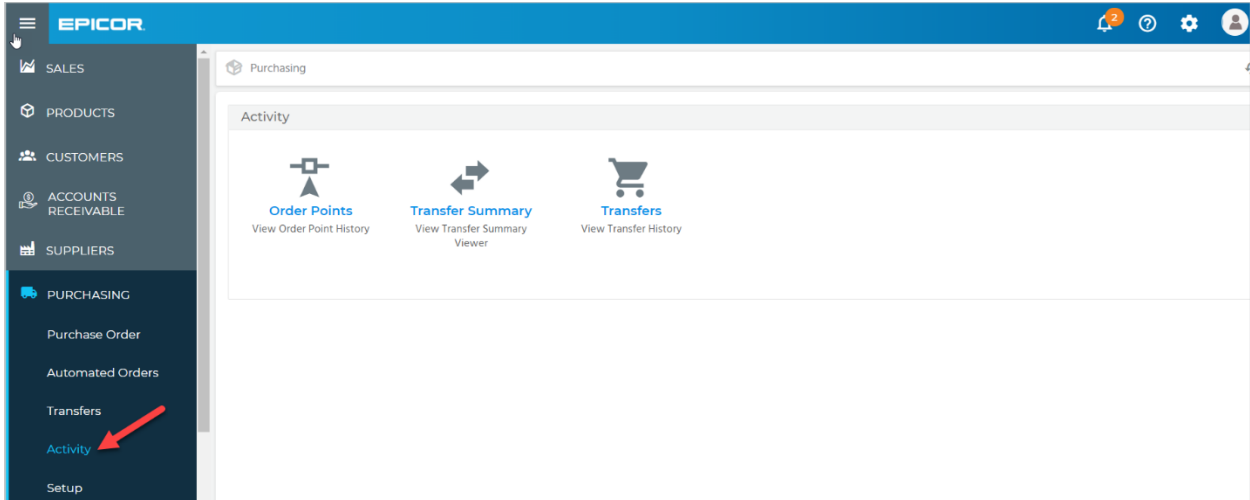 EPICOR
2
SALES
PRODUCTS
CUSTOMERS
ACCOUNTS
RECEIVABLE
SUPPLIERS
PURCHASING
Purchase Order
Automated Orders
Transfers
Activity
Setup
Purchasing
Activity
Order Points
View Order Point History
Transfer Summary
View Transfer Summary
Viewer
Transfers
View Transfer History